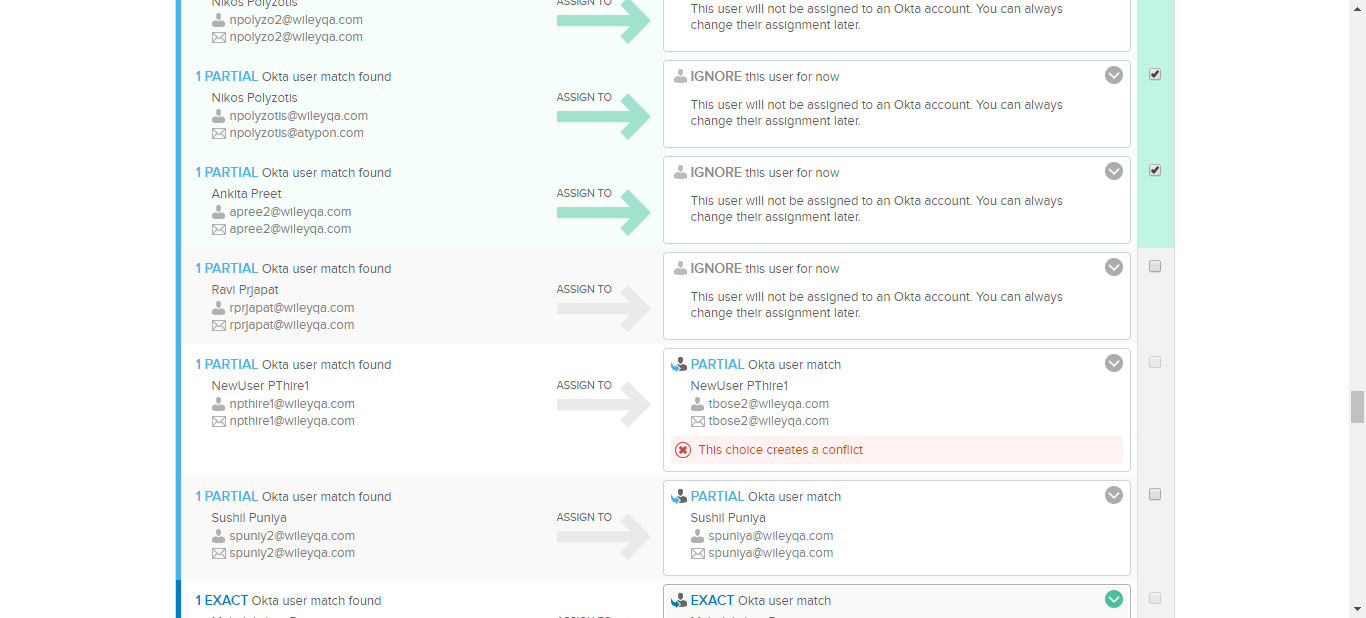 Nikos Polyzotis
npolyzo2@wileyqa.com
npolyzo2@wileyqa.com
ASSIGN TO
This user will not be assigned to an Okta account. You can always
change their assignment later.
1 PARTIAL Okta user match found
Nikos Polyzotis
npolyzotis@wileyqa.com
npolyzotis@atypon.com
ASSIGN TO
IGNORE this user for now
This user will not be assigned to an Okta account. You can always
change their assignment later.
1 PARTIAL Okta user match found
Ankita Preet
apree2@wileyqa.com
apree2@wileyqa.com
ASSIGN TO
IGNORE this user for now
This user will not be assigned to an Okta account. You can always
change their assignment later.
1 PARTIAL Okta user match found
Ravi Prjapat
rprjapat@wileyqa.com
rprjapat@wileyqa.com
ASSIGN TO
IGNORE this user for now
This user will not be assigned to an Okta account. You can always
change their assignment later.
1 PARTIAL Okta user match found
NewUser PThire1
npthire1@wileyqa.com
npthire1@wileyqa.com
ASSIGN TO
PARTIAL Okta user match
NewUser PThire1
tbose2@wileyqa.com
tbose2@wileyqa.com
This choice creates a conflict
1 PARTIAL Okta user match found
Sushil Puniya
spuniy2@wileyqa.com
spuniy2@wileyqa.com
ASSIGN TO
PARTIAL Okta user match
Sushil Puniya
spuniya@wileyqa.com
spuniya@wileyqa.com
1 EXACT Okta user match found
EXACT Okta user match